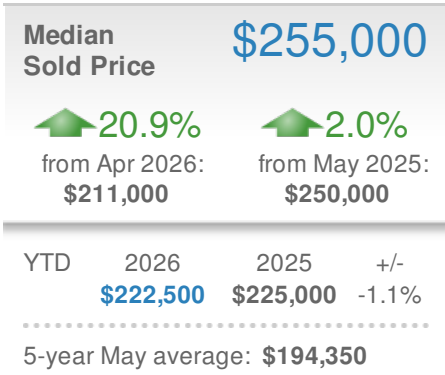 Median
Sold Price
$255,000
20.9% 2.0%
from Apr 2026: from May 2025:
$211,000 $250,000
YTD 2026 2025 +/-
$222,500 $225,000 -1.1%
5-year May average: $194,350